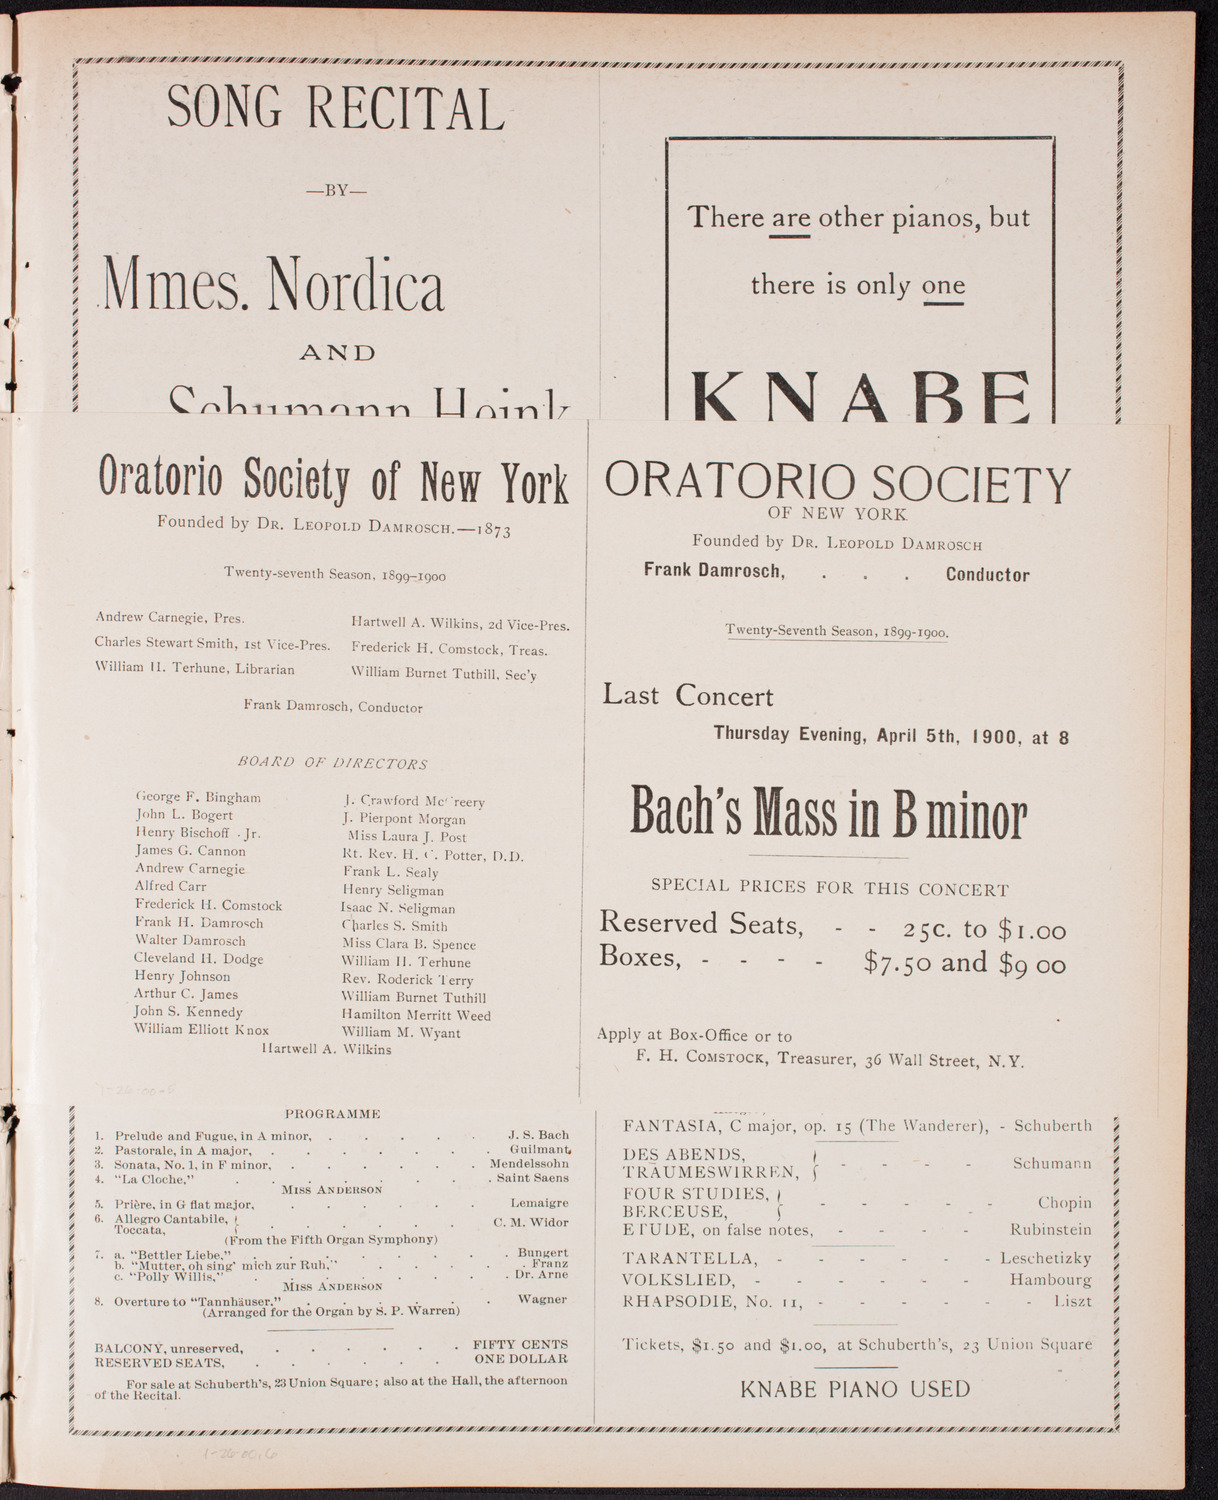 SONG RECITAL
—BY—
Mmes. Nordica
AND
Schumann Heink
There are other pianos, but
there is only one
KNABE
Oratorio Society of New York
Founded by DR. LEOPOLD DAMROSCH.—1873
Twenty-seventh Season, 1899-1900
Andrew Carnegie, Pres. Hartwell A. Wilkins, 2d Vice-Pres.
Charles Stewart Smith, 1st Vice-Pres. Frederick H. Comstock, Treas.
William H. Terhune, Librarian William Burnet Tuthill, Sec'y
Frank Damrosch, Conductor
BOARD OF DIRECTORS
George F. Bingham
John L. Bogert
Henry Bischoff Jr.
James G. Cannon
Andrew Carnegie
Alfred Carr
Frederick H. Comstock
Frank H. Damrosch
Walter Damrosch
Cleveland H. Dodge
Henry Johnson
Arthur C. James
John S. Kennedy
William Elliott Knox
J. Crawford McCreery
J. Pierpont Morgan
Miss Laura J. Post
Rt. Rev. H. C. Potter, D.D.
Frank L. Sealy
Henry Seligman
Isaac N. Seligman
Charles S. Smith
Miss Clara B. Spence
William H. Terhune
Rev. Roderick Terry
William Burnet Tuthill
Hamilton Merritt Weed
William M. Wyant
Hartwell A. Wilkins
ORATORIO SOCIETY
OF NEW YORK
Founded by DR. LEOPOLD DAMROSCH
Frank Damrosch, . . . Conductor
Twenty-Seventh Season, 1899-1900.
Last Concert
Thursday Evening, April 5th, 1900, at 8
Bach's Mass in B minor
SPECIAL PRICES FOR THIS CONCERT
Reserved Seats, - - 25c. to $1.00
Boxes, - - - - $7.50 and $9 00
Apply at Box-Office or to
F. H. COMSTOCK, Treasurer, 36 Wall Street, N.Y.
PROGRAMME
1. Prelude and Fugue, in A minor, . . . . . J. S. Bach
2. Pastorale, in A major, . . . . . . . Guilmant
3. Sonata, No. 1, in F minor, . . . . . . Mendelssohn
4. "La Cloche," . . . . . . . Saint Saens
MISS ANDERSON
5. Prière, in G flat major, . . . . . Lemaigre
6. Allegro Cantabile, }
Toccata, } . . . . . . C. M. Widor
(From the Fifth Organ Symphony)
7. a. "Bettler Liebe," . . . . . . . . Bungert
b. "Mutter, oh sing' mich zur Ruh," . . . . . Franz
c. "Polly Willis," . . . . . . . . Dr. Arne
MISS ANDERSON
8. Overture to "Tannhäuser," . . . . . . Wagner
(Arranged for the Organ by S. P. Warren)
BALCONY, unreserved, . . . . . . FIFTY CENTS
RESERVED SEATS, . . . . . . ONE DOLLAR
For sale at Schuberth's, 23 Union Square; also at the Hall, the afternoon
of the Recital.
FANTASIA, C major, op. 15 (The Wanderer), - Schuberth
DES ABENDS, }
TRAUMESWIRREN, } - - - - Schumann
FOUR STUDIES, }
BERCEUSE, } - - - - - Chopin
ETUDE, on false notes, - - - - Rubinstein
TARANTELLA, - - - - - - Leschetizky
VOLKSLIED, - - - - - - Hambourg
RHAPSODIE, No. 11, - - - - - - Liszt
Tickets, $1.50 and $1.00, at Schuberth's, 23 Union Square
KNABE PIANO USED
1-26-00,6